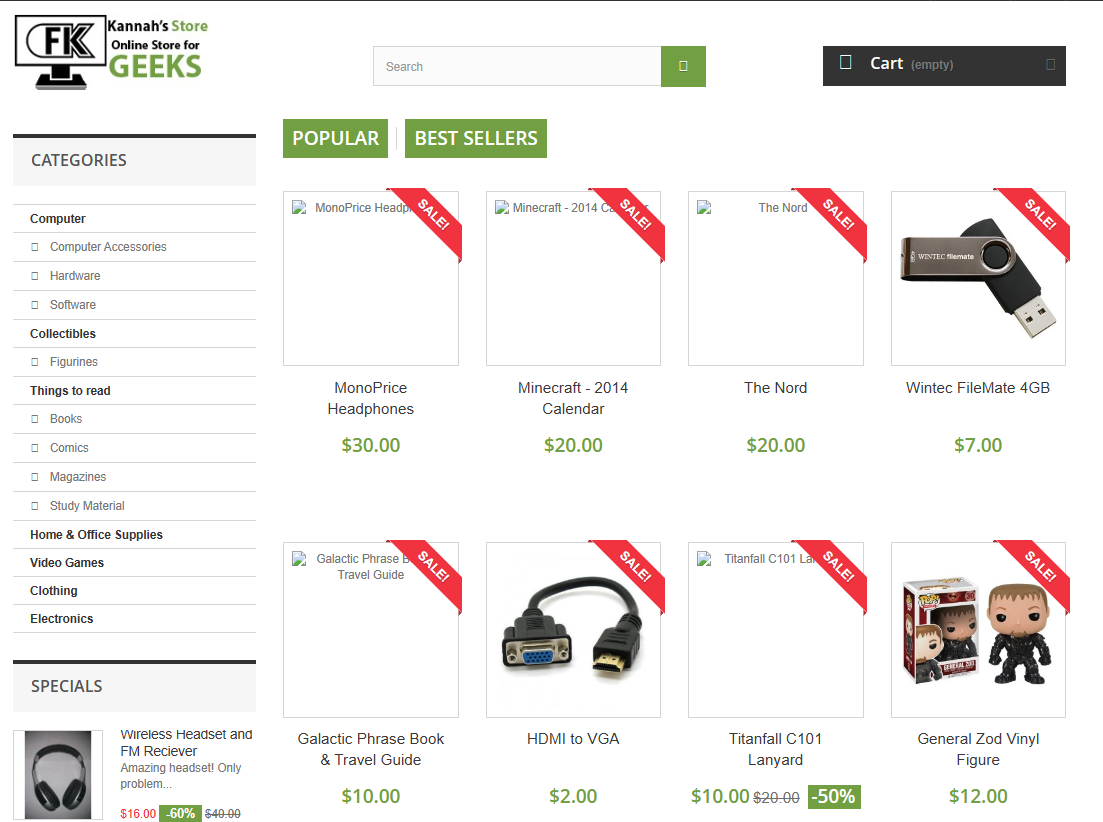 FK
Kannah's Store
Online Store for
GEEKS
Search
Cart (empty)
CATEGORIES
Computer
Computer Accessories
Hardware
Software
Collectibles
Figurines
Things to read
Books
Comics
Magazines
Study Material
Home & Office Supplies
Video Games
Clothing
Electronics
SPECIALS
Wireless Headset and
FM Reciever
Amazing headset! Only
problem...
$16.00 -60% $40.00
POPULAR
BEST SELLERS
MonoPrice Headp
SALE!
MonoPrice
Headphones
$30.00
Minecraft - 2014 Calendar
SALE!
Minecraft - 2014
Calendar
$20.00
The Nord
SALE!
The Nord
$20.00
WINTEC filemate
SALE!
Wintec FileMate 4GB
$7.00
Galactic Phrase B
Travel Guide
SALE!
Galactic Phrase Book
& Travel Guide
$10.00
SALE!
HDMI to VGA
$2.00
Titanfall C101 Lan
SALE!
Titanfall C101
Lanyard
$10.00 $20.00 -50%
POP!
GENERAL ZOD
SALE!
General Zod Vinyl
Figure
$12.00